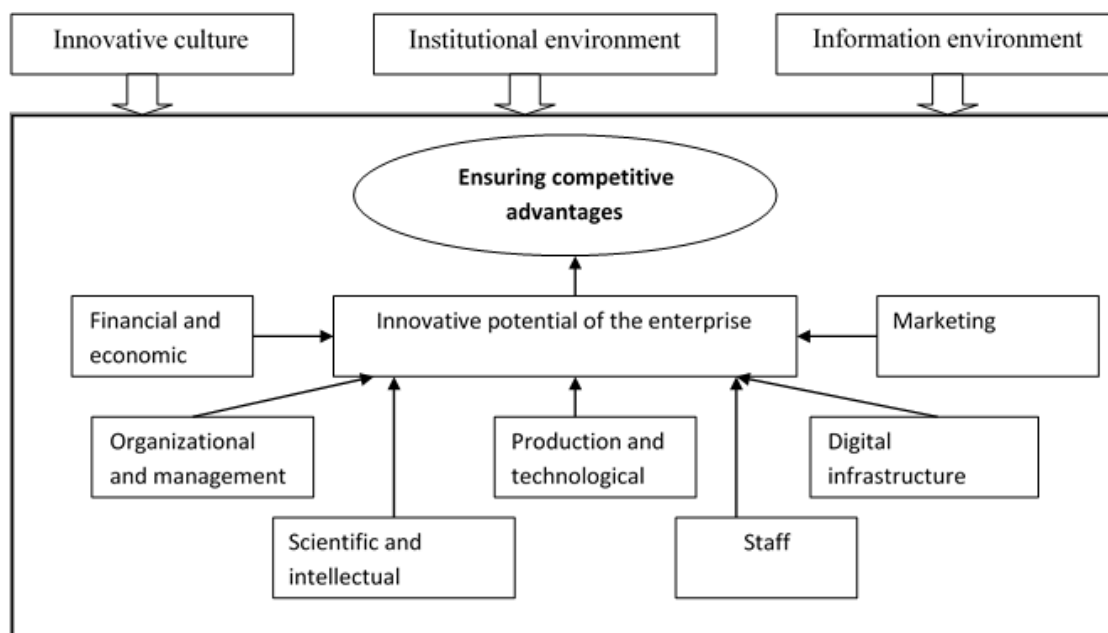 Innovative culture
Institutional environment
Information environment
Ensuring competitive
advantages
Financial and
economic
Innovative potential of the enterprise
Marketing
Organizational
and management
Production and
technological
Digital
infrastructure
Scientific and
intellectual
Staff